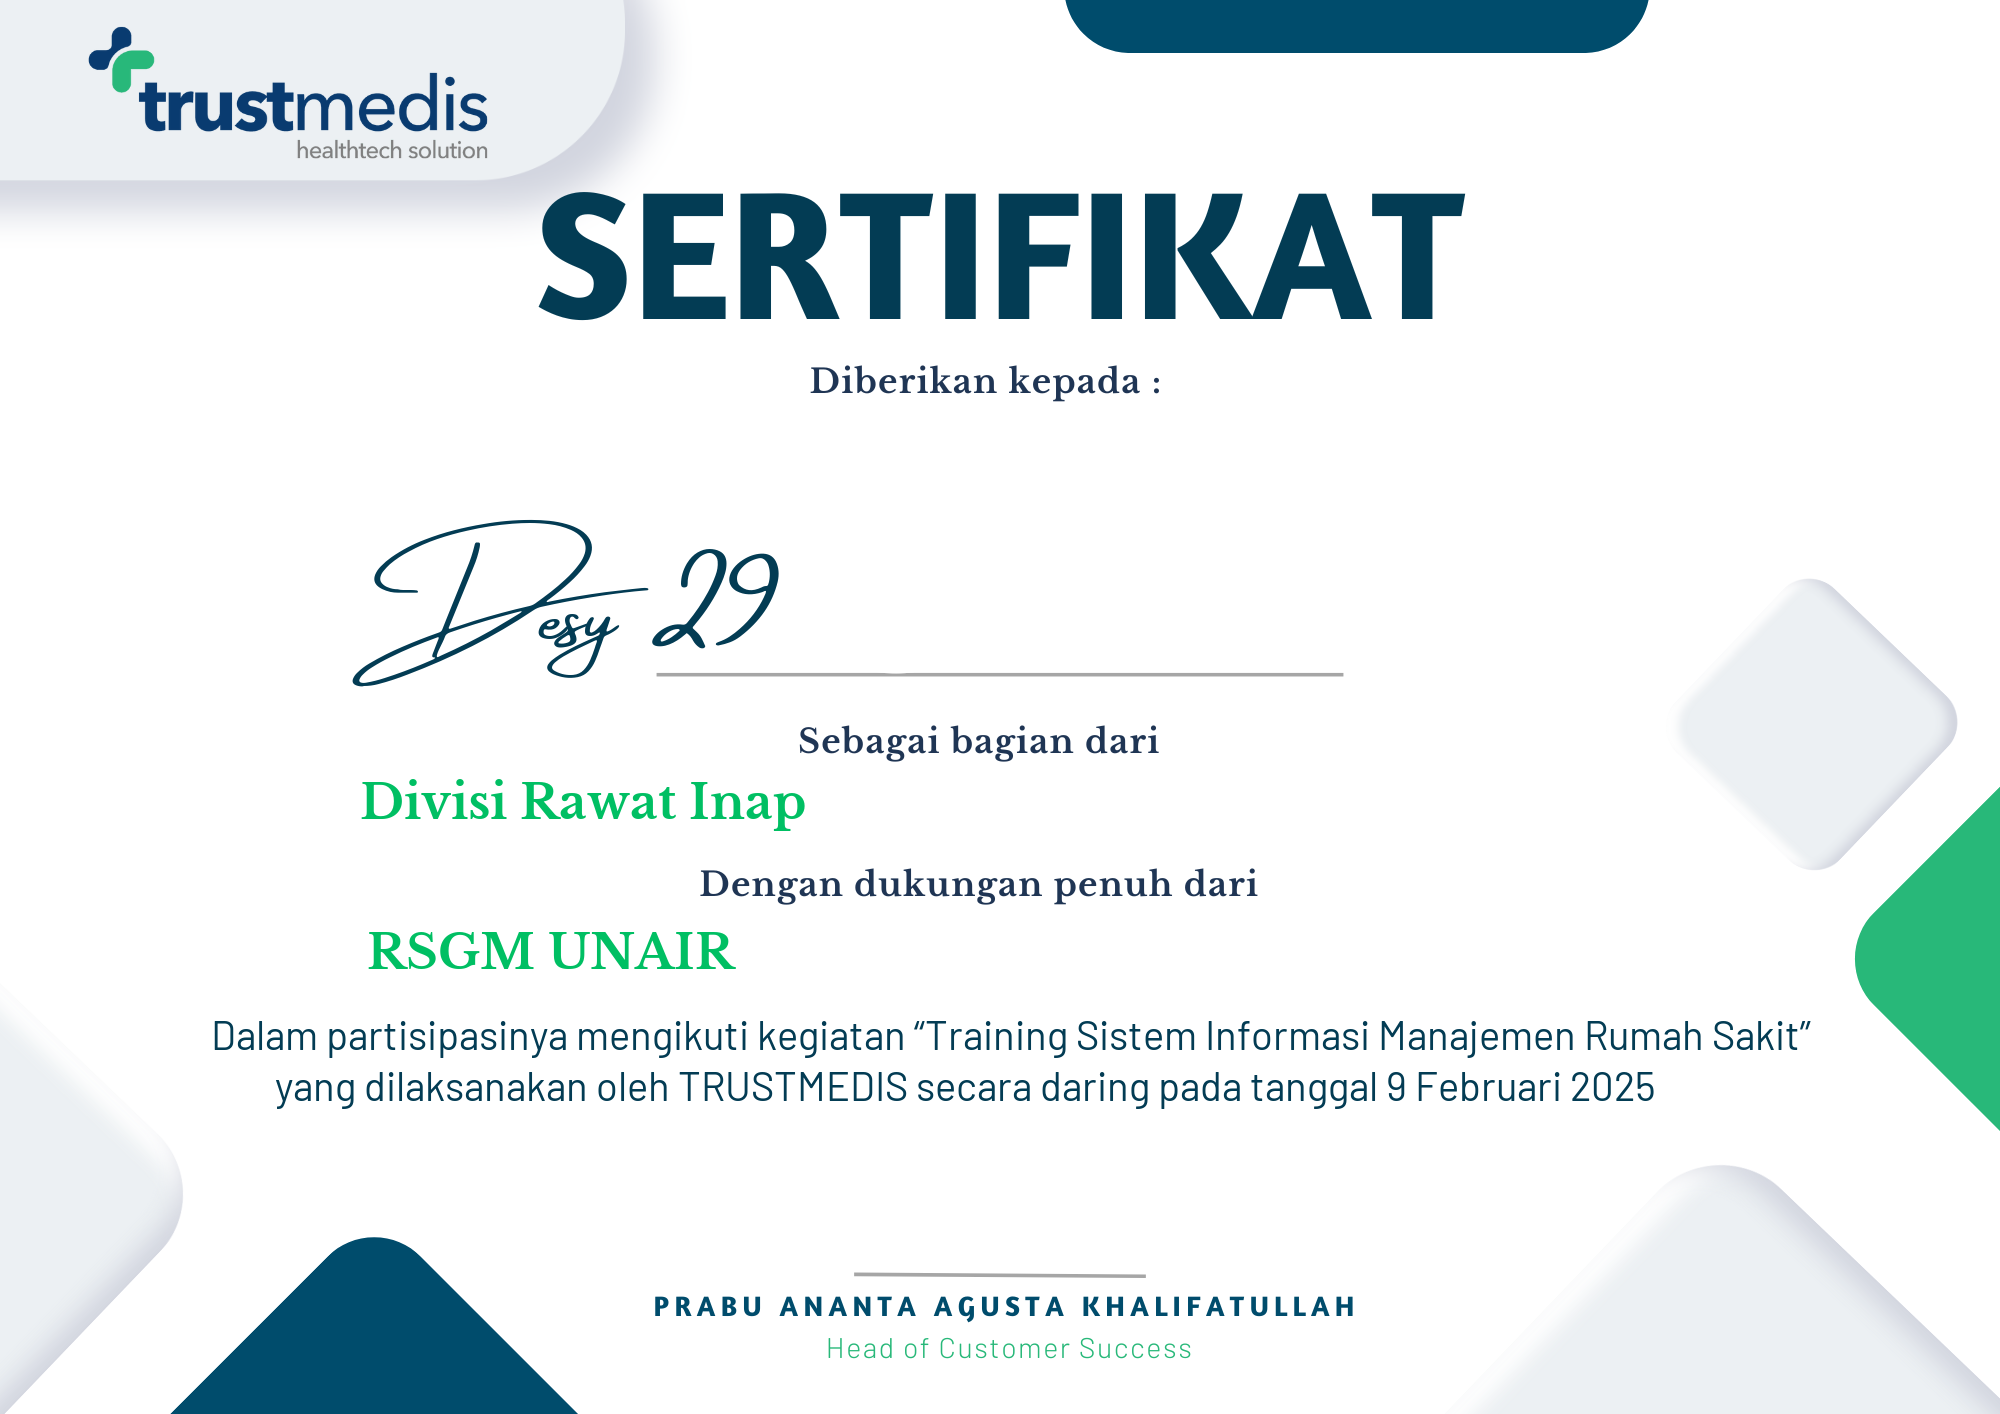 trustmedis
healthtech solution
SERTIFIKAT
Diberikan kepada :
Desy 29
Sebagai bagian dari
Divisi Rawat Inap
Dengan dukungan penuh dari
RSGM UNAIR
Dalam partisipasinya mengikuti kegiatan “Training Sistem Informasi Manajemen Rumah Sakit”
yang dilaksanakan oleh TRUSTMEDIS secara daring pada tanggal 9 Februari 2025
PRABU ANANTA AGUSTA KHALIFATULLAH
Head of Customer Success